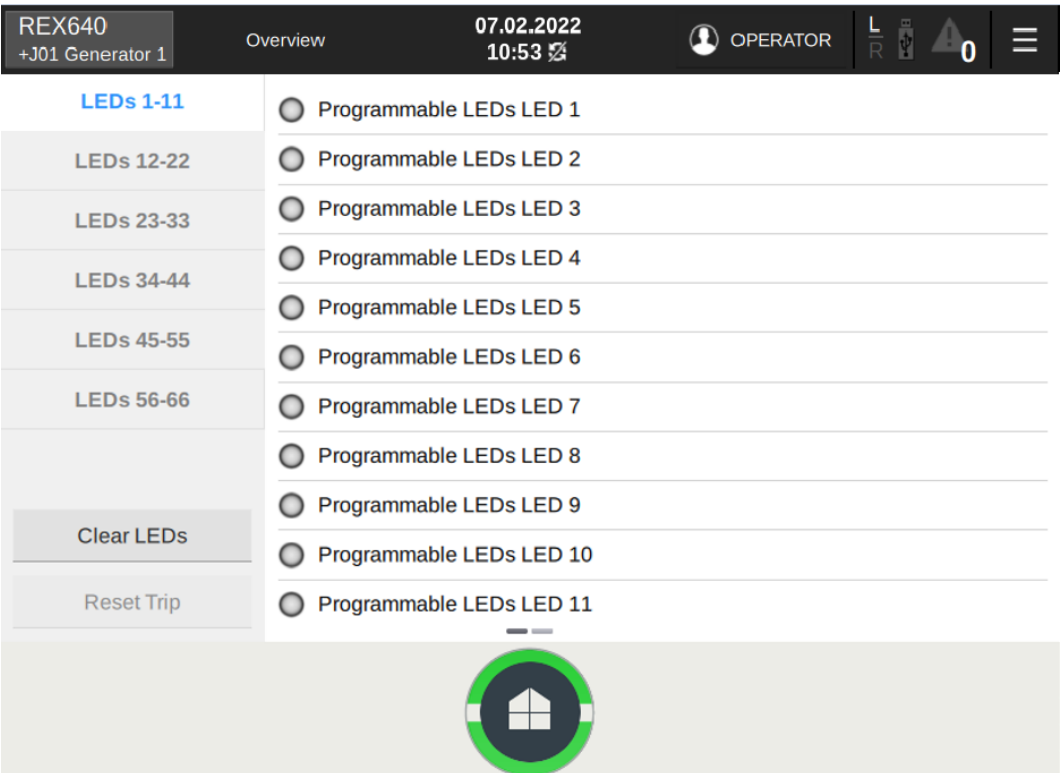 REX640
+J01 Generator 1
Overview
07.02.2022
10:53
OPERATOR
L
R
0
LEDs 1-11
LEDs 12-22
LEDs 23-33
LEDs 34-44
LEDs 45-55
LEDs 56-66
Clear LEDs
Reset Trip
Programmable LEDs LED 1
Programmable LEDs LED 2
Programmable LEDs LED 3
Programmable LEDs LED 4
Programmable LEDs LED 5
Programmable LEDs LED 6
Programmable LEDs LED 7
Programmable LEDs LED 8
Programmable LEDs LED 9
Programmable LEDs LED 10
Programmable LEDs LED 11